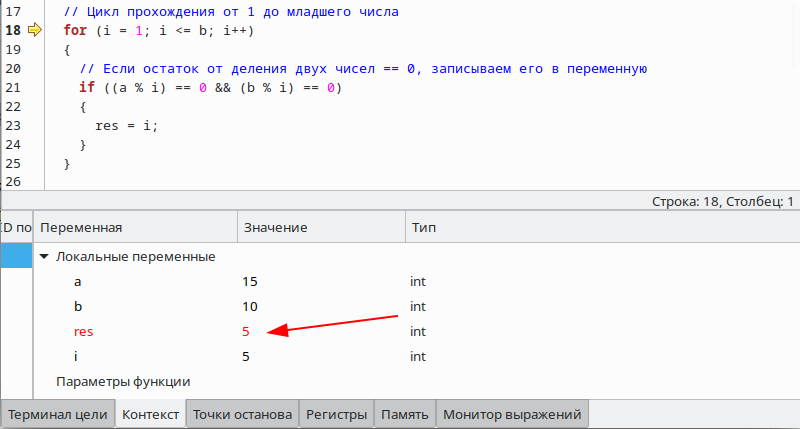 17 // Цикл прохождения от 1 до младшего числа
18 for (i = 1; i <= b; i++)
19 {
20 // Если остаток от деления двух чисел == 0, записываем его в переменную
21 if ((a % i) == 0 && (b % i) == 0)
22 {
23 res = i;
24 }
25 }
26
Строка: 18, Столбец: 1
ID по Переменная Значение Тип
Локальные переменные
a 15 int
b 10 int
res 5 int
i 5 int
Параметры функции
Терминал цели Контекст Точки останова Регистры Память Монитор выражений